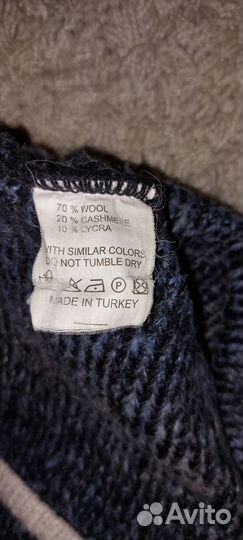 70 % WOOL
20 % CASHMERE
10 % LYCRA
WITH SIMILAR COLORS
DO NOT TUMBLE DRY
P
MADE IN TURKEY
Avito